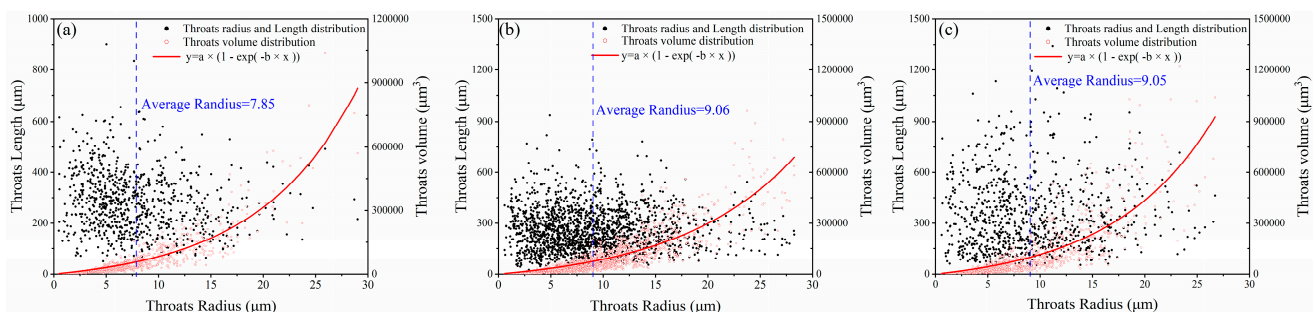 (a)
Throats radius and Length distribution
Throats volume distribution
y=a × (1 - exp( -b × x ))
Average Randius=7.85
1000
800
600
400
200
0
Throats Length (μm)
0 5 10 15 20 25 30
Throats Radius (μm)
1200000
900000
600000
300000
0
Throats volume (μm³)
(b)
Throats radius and Length distribution
Throats volume distribution
y=a × (1 - exp( -b × x ))
Average Randius=9.06
1500
1200
900
600
300
0
Throats Length (μm)
0 5 10 15 20 25 30
Throats Radius (μm)
1500000
1200000
900000
600000
300000
0
Throats volume (μm³)
(c)
Throats radius and Length distribution
Throats volume distribution
y=a × (1 - exp( -b × x ))
Average Randius=9.05
1500
1200
900
600
300
0
Throats Length (μm)
0 5 10 15 20 25 30
Throats Radius (μm)
1500000
1200000
900000
600000
300000
0
Throats volume (μm³)